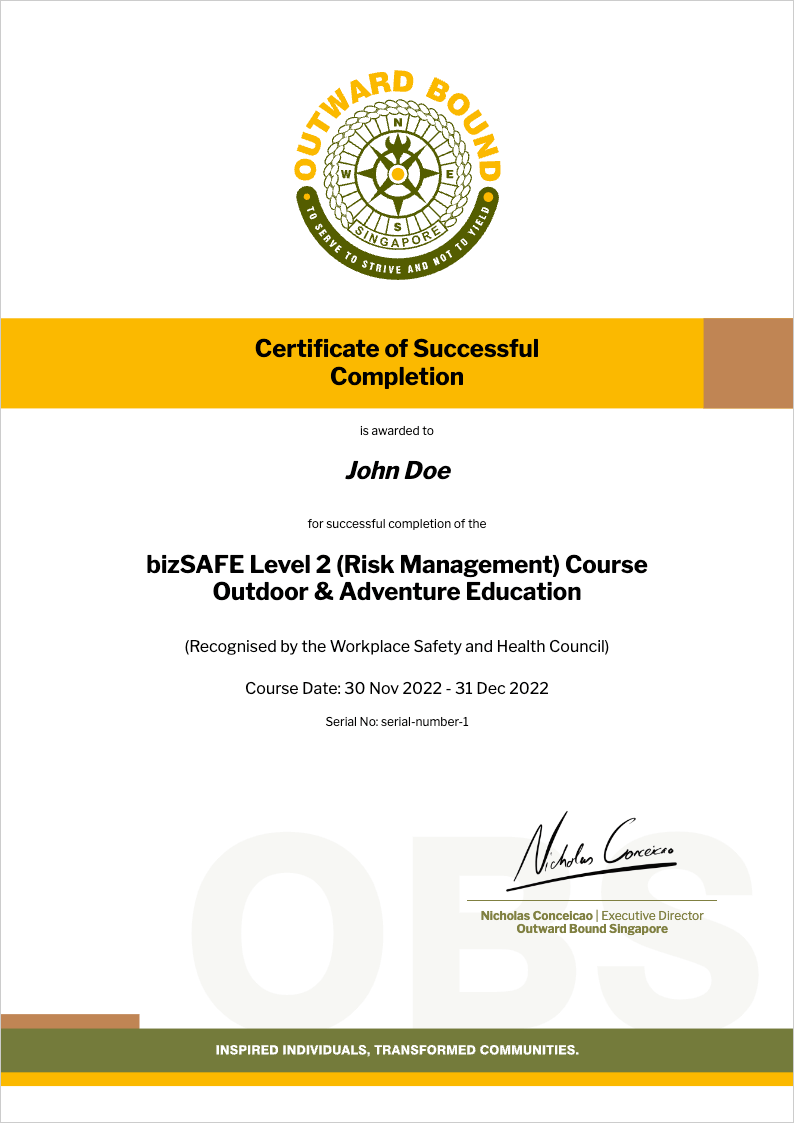 OUTWARD BOUND
N
W E
S
SINGAPORE
TO SERVE TO STRIVE AND NOT TO YIELD
Certificate of Successful
Completion
is awarded to
John Doe
for successful completion of the
bizSAFE Level 2 (Risk Management) Course
Outdoor & Adventure Education
(Recognised by the Workplace Safety and Health Council)
Course Date: 30 Nov 2022 - 31 Dec 2022
Serial No: serial-number-1
OBS
Nicholas Conceicao
Nicholas Conceicao | Executive Director
Outward Bound Singapore
INSPIRED INDIVIDUALS, TRANSFORMED COMMUNITIES.